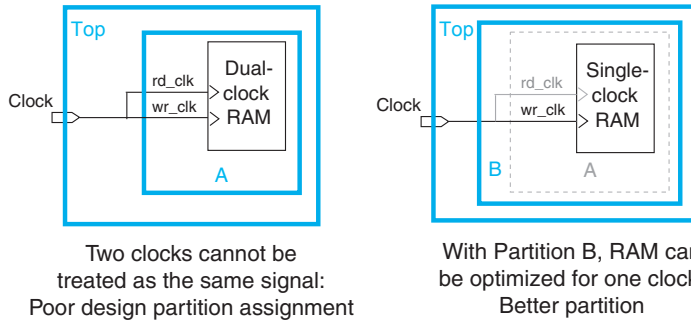 Top
Clock
rd_clk
wr_clk
Dual-
clock
RAM
A
Two clocks cannot be
treated as the same signal:
Poor design partition assignment
Top
Clock
rd_clk
wr_clk
Single-
clock
RAM
B
A
With Partition B, RAM can
be optimized for one clock
Better partition